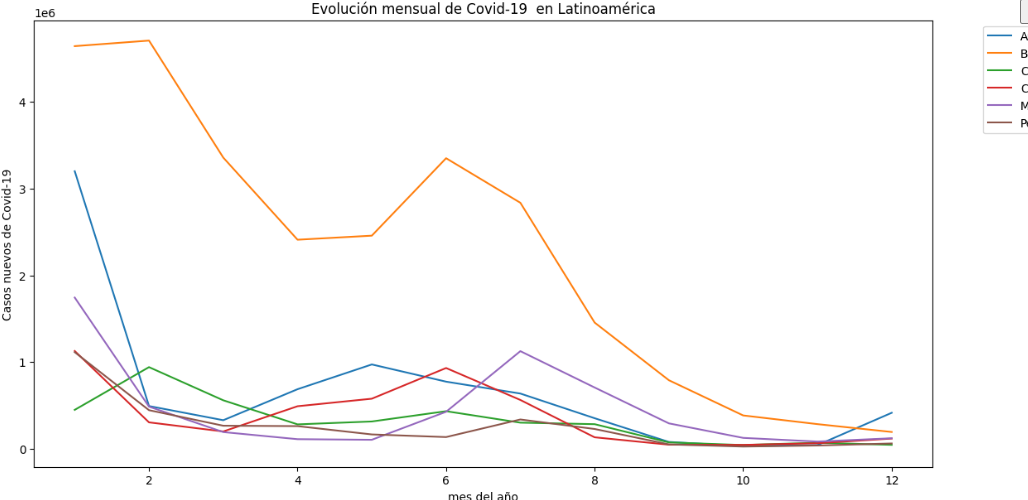 Evolución mensual de Covid-19  en Latinoamérica
1e6
A
B
C
C
M
Pe
4
3
2
1
0
Casos nuevos de Covid-19
2
4
6
8
10
12
mes del año